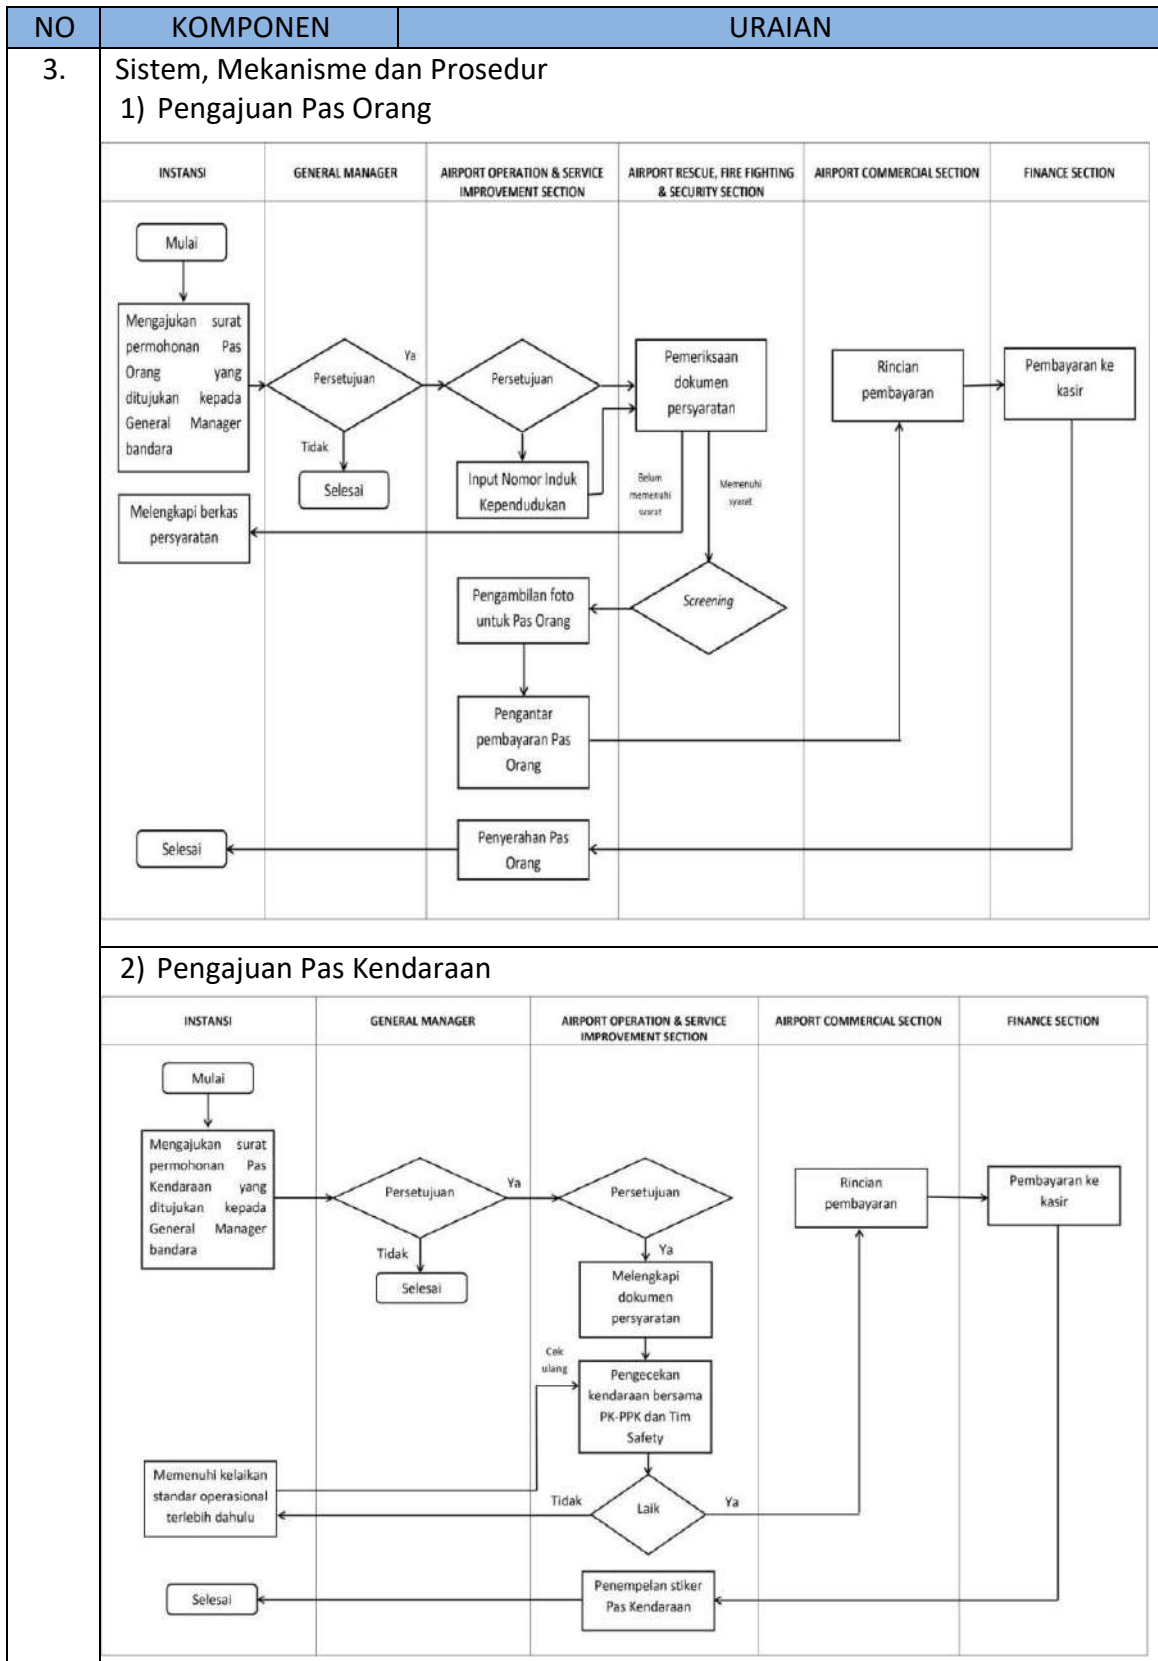 NO KOMPONEN URAIAN
3. Sistem, Mekanisme dan Prosedur
1) Pengajuan Pas Orang
INSTANSI
GENERAL MANAGER
AIRPORT OPERATION & SERVICE
IMPROVEMENT SECTION
AIRPORT RESCUE, FIRE FIGHTING
& SECURITY SECTION
AIRPORT COMMERCIAL SECTION
FINANCE SECTION
Mulai
Mengajukan surat
permohonan Pas
Orang yang
ditujukan kepada
General Manager
bandara
Persetujuan
Ya
Tidak
Selesai
Persetujuan
Input Nomor Induk
Kependudukan
Pemeriksaan
dokumen
persyaratan
Belum
memenuhi
syarat
Memenuhi
syarat
Melengkapi berkas
persyaratan
Screening
Pengambilan foto
untuk Pas Orang
Pengantar
pembayaran Pas
Orang
Rincian
pembayaran
Pembayaran ke
kasir
Penyerahan Pas
Orang
Selesai
2) Pengajuan Pas Kendaraan
INSTANSI
GENERAL MANAGER
AIRPORT OPERATION & SERVICE
IMPROVEMENT SECTION
AIRPORT COMMERCIAL SECTION
FINANCE SECTION
Mulai
Mengajukan surat
permohonan Pas
Kendaraan yang
ditujukan kepada
General Manager
bandara
Persetujuan
Ya
Tidak
Selesai
Persetujuan
Ya
Melengkapi
dokumen
persyaratan
Cek
ulang
Pengecekan
kendaraan bersama
PK-PPK dan Tim
Safety
Laik
Tidak
Ya
Memenuhi kelaikan
standar operasional
terlebih dahulu
Rincian
pembayaran
Pembayaran ke
kasir
Penempelan stiker
Pas Kendaraan
Selesai